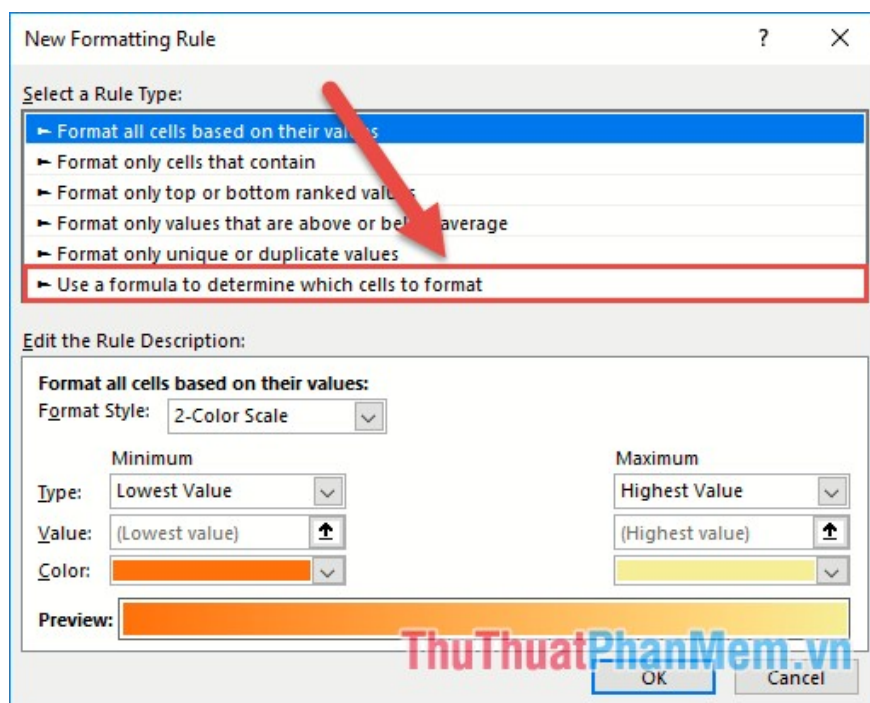 New Formatting Rule ? ×
Select a Rule Type:
► Format all cells based on their values
► Format only cells that contain
► Format only top or bottom ranked values
► Format only values that are above or below average
► Format only unique or duplicate values
► Use a formula to determine which cells to format
Edit the Rule Description:
Format all cells based on their values:
Format Style: 2-Color Scale
Minimum Maximum
Type: Lowest Value Highest Value
Value: (Lowest value) (Highest value)
Color:
Preview:
ThuThuatPhanMem.vn
OK Cancel